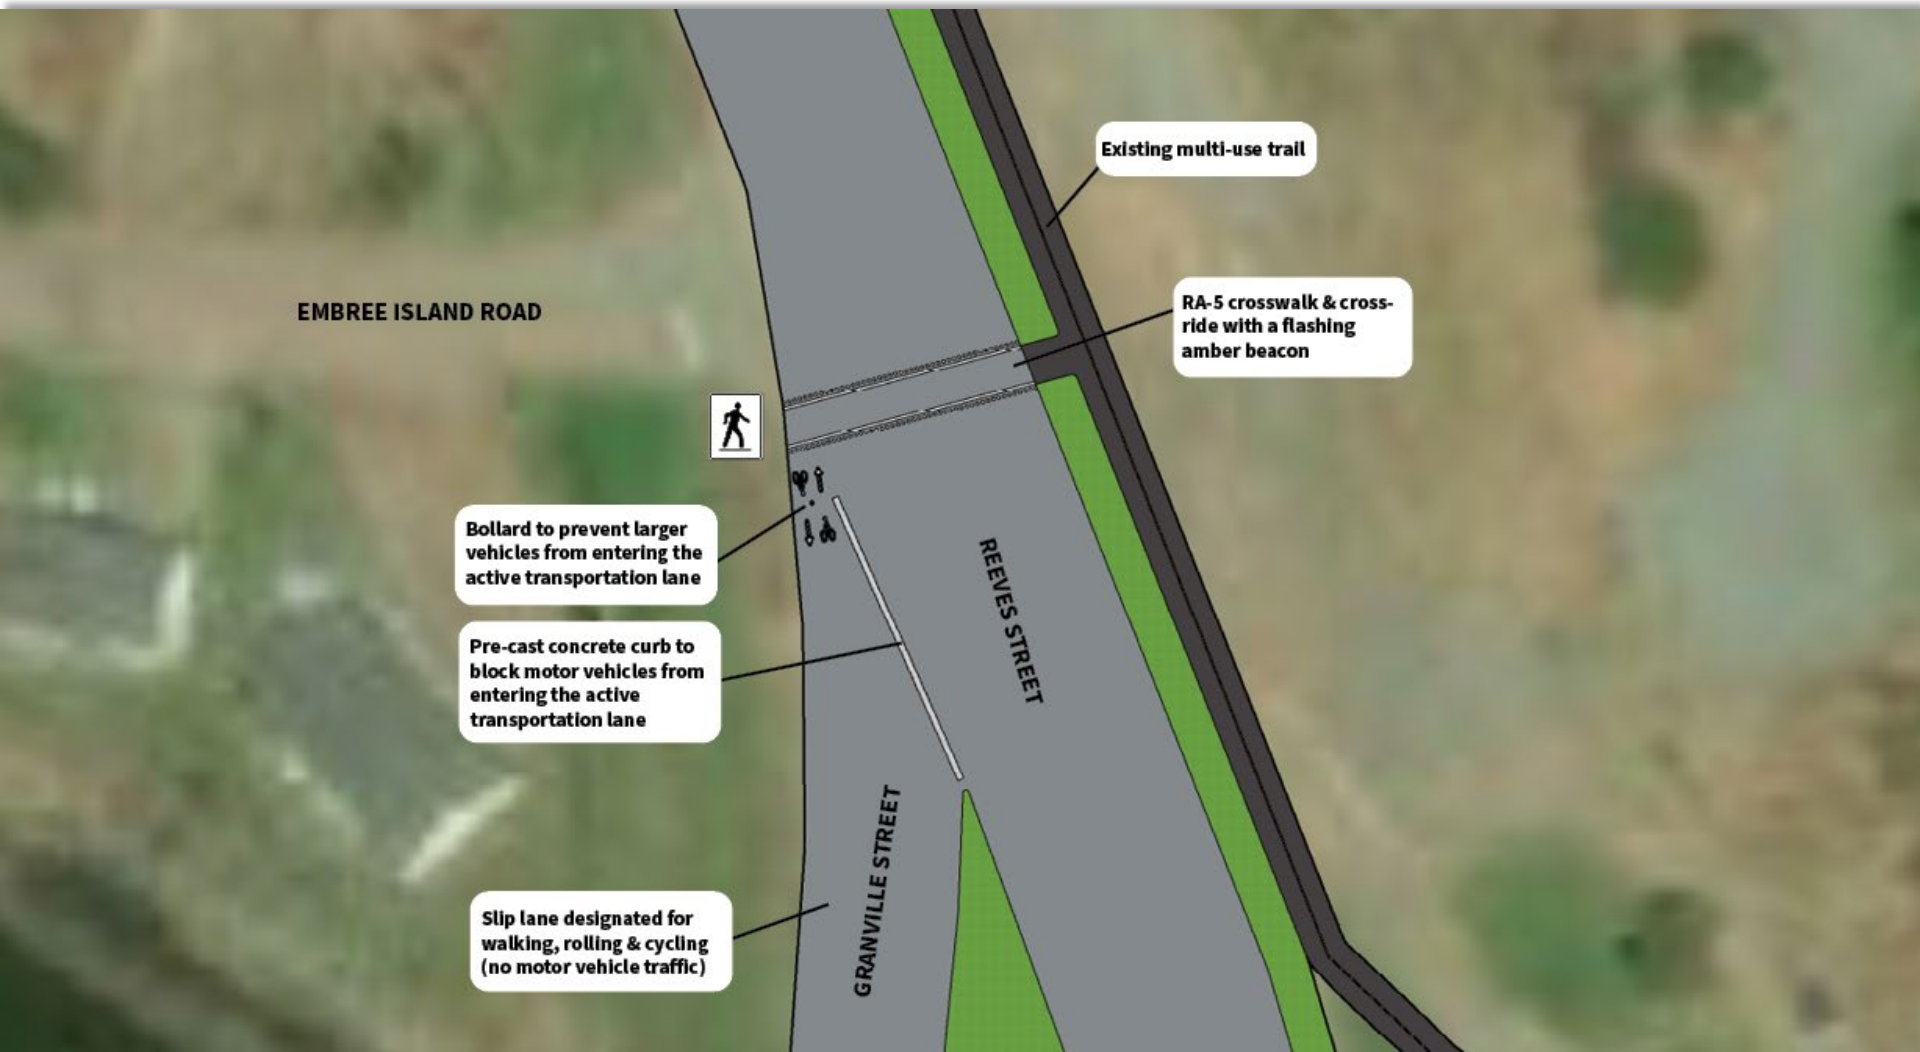 Existing multi-use trail
EMBREE ISLAND ROAD
RA-5 crosswalk & cross-
ride with a flashing
amber beacon
Bollard to prevent larger
vehicles from entering the
active transportation lane
REEVES STREET
Pre-cast concrete curb to
block motor vehicles from
entering the active
transportation lane
GRANVILLE STREET
Slip lane designated for
walking, rolling & cycling
(no motor vehicle traffic)